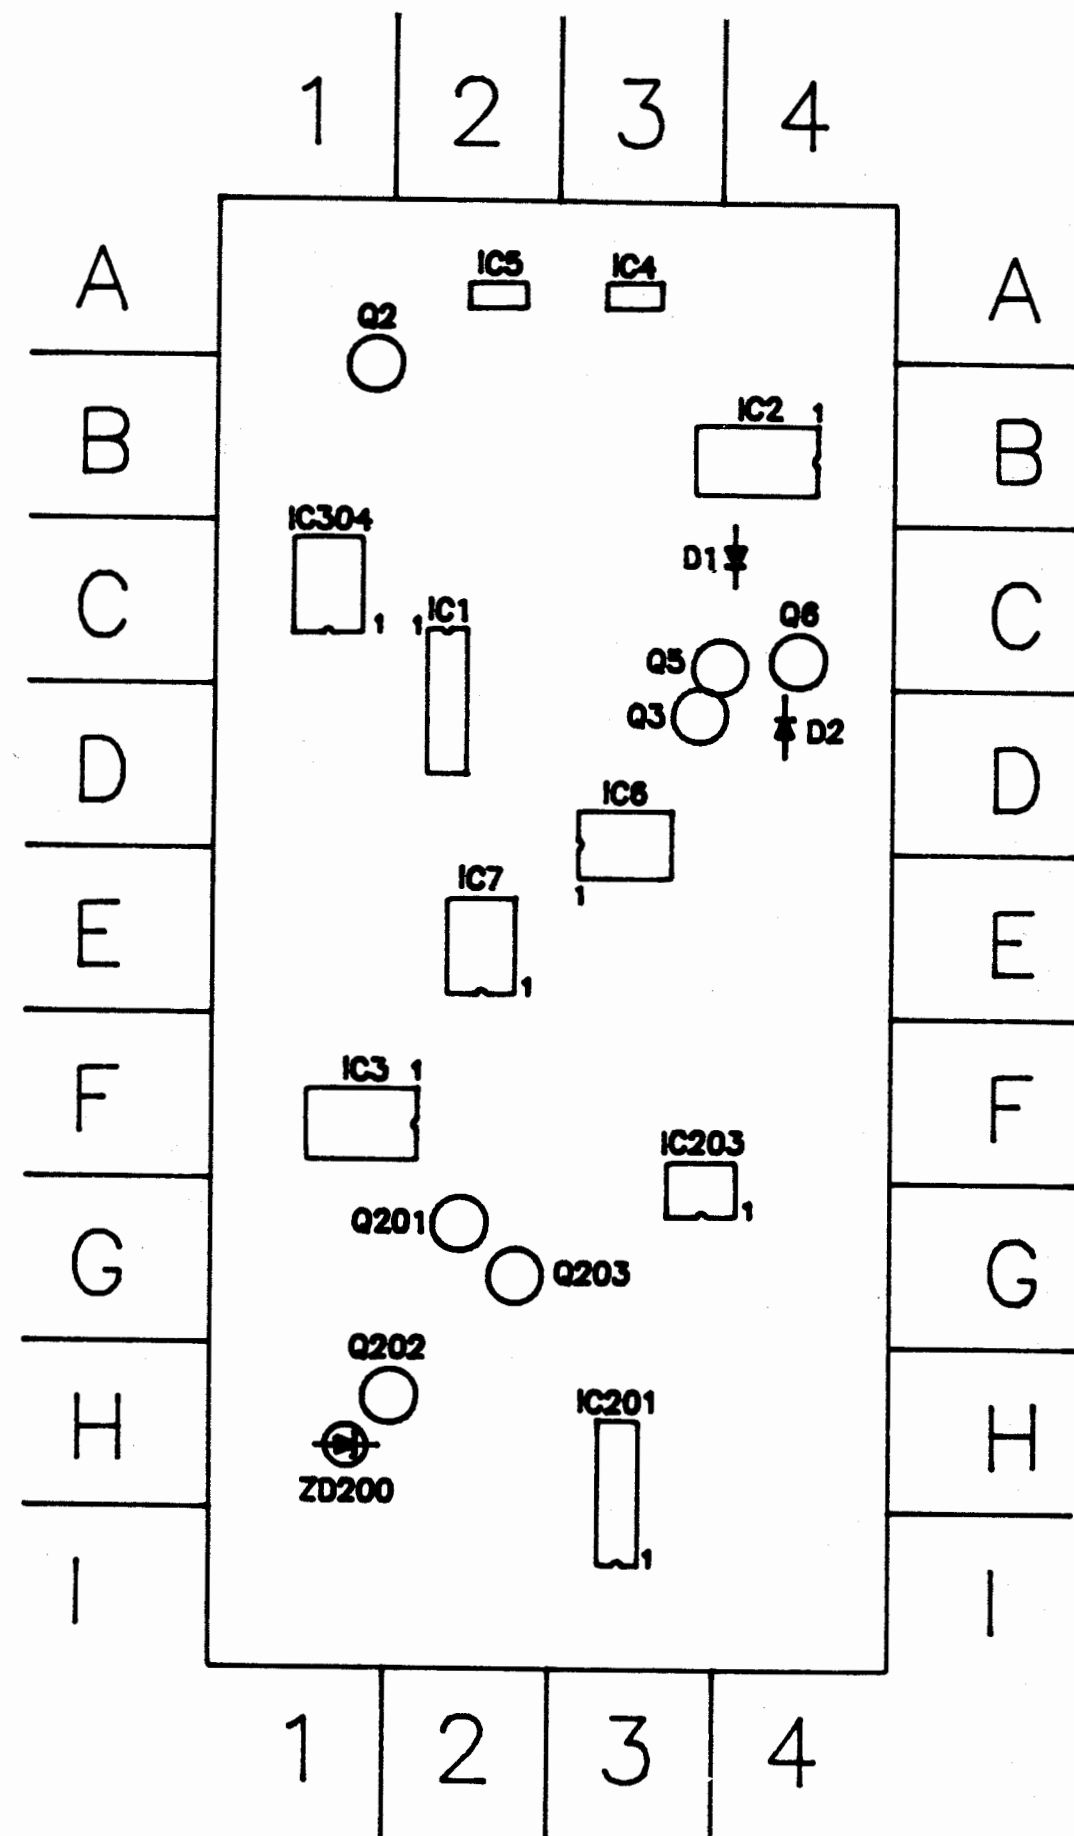 1 2 3 4
A IC5 IC4 A
Q2
B IC2 1 B
IC304
D1
C 1 1 IC1 Q6 C
Q5
Q3 D2
D IC6 D
IC7 1
E E
1
IC3 1
F F
IC203
Q201 1
G Q203 G
Q202
H IC201 H
ZD200
1
I I
1 2 3 4